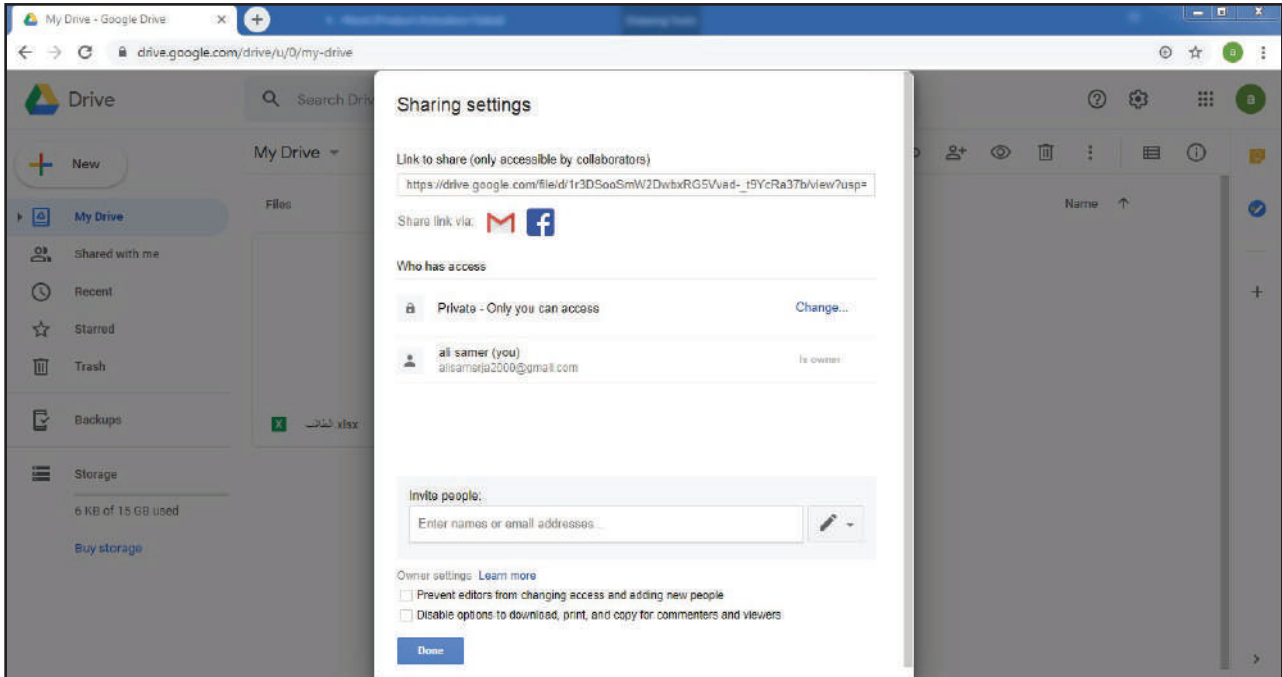 My Drive - Google Drive
drive.google.com/drive/u/0/my-drive
a
Drive
Search Driv
a
New
My Drive
My Drive
Files
Name
Shared with me
Recent
Starred
Trash
Backups
.xlsx
Storage
6 KB of 15 GB used
Buy storage
Sharing settings
Link to share (only accessible by collaborators)
https://drive.google.com/file/d/1r3DSooSmW2DwbxRG5Vvad-_t9YcRa37b/view?usp=
Share link via:
Who has access
Private - Only you can access
Change...
ali samer (you)
alisamerja2000@gmail.com
Is owner
Invite people:
Enter names or email addresses...
Owner settings Learn more
Prevent editors from changing access and adding new people
Disable options to download, print, and copy for commenters and viewers
Done